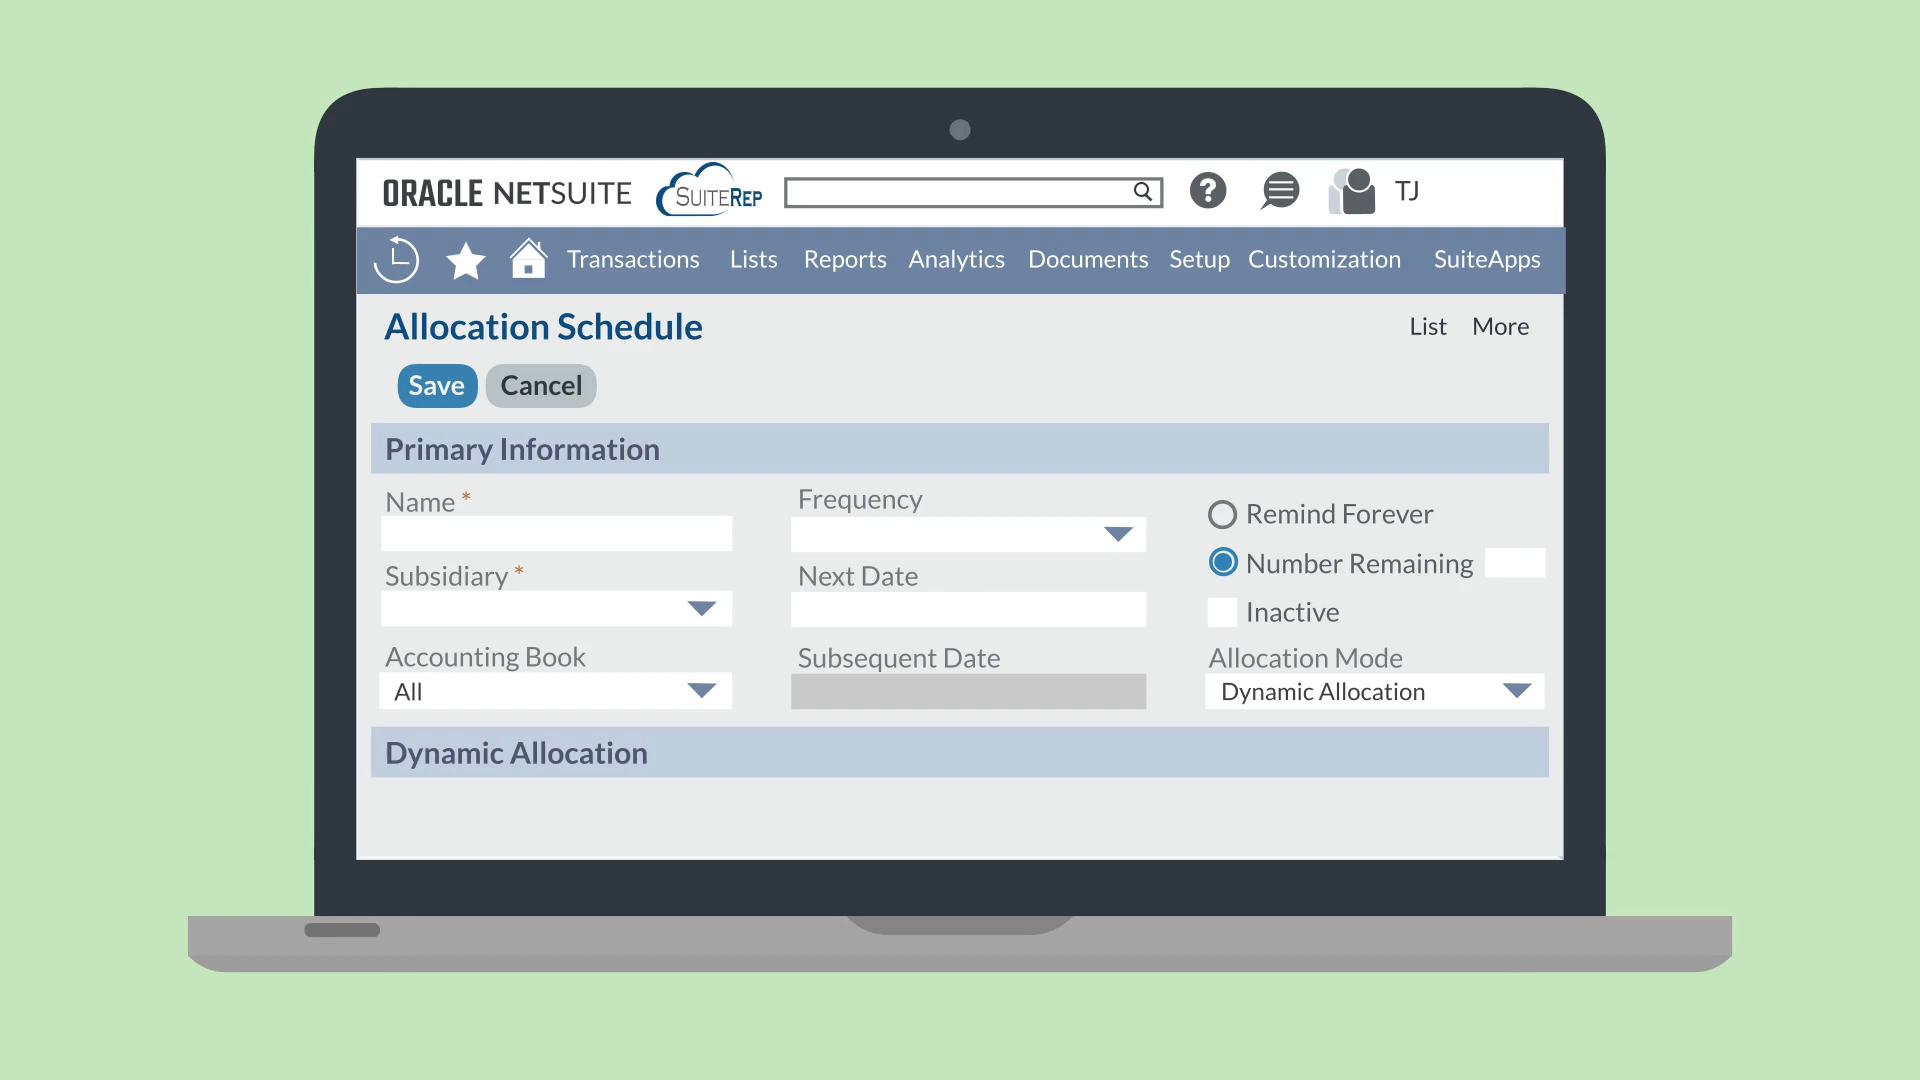 ORACLE NETSUITE SUITEREP ? TJ
Transactions Lists Reports Analytics Documents Setup Customization SuiteApps
Allocation Schedule List More
Save Cancel
Primary Information
Name * Frequency Remind Forever
Number Remaining
Subsidiary * Next Date
Inactive
Accounting Book Subsequent Date Allocation Mode
All Dynamic Allocation
Dynamic Allocation